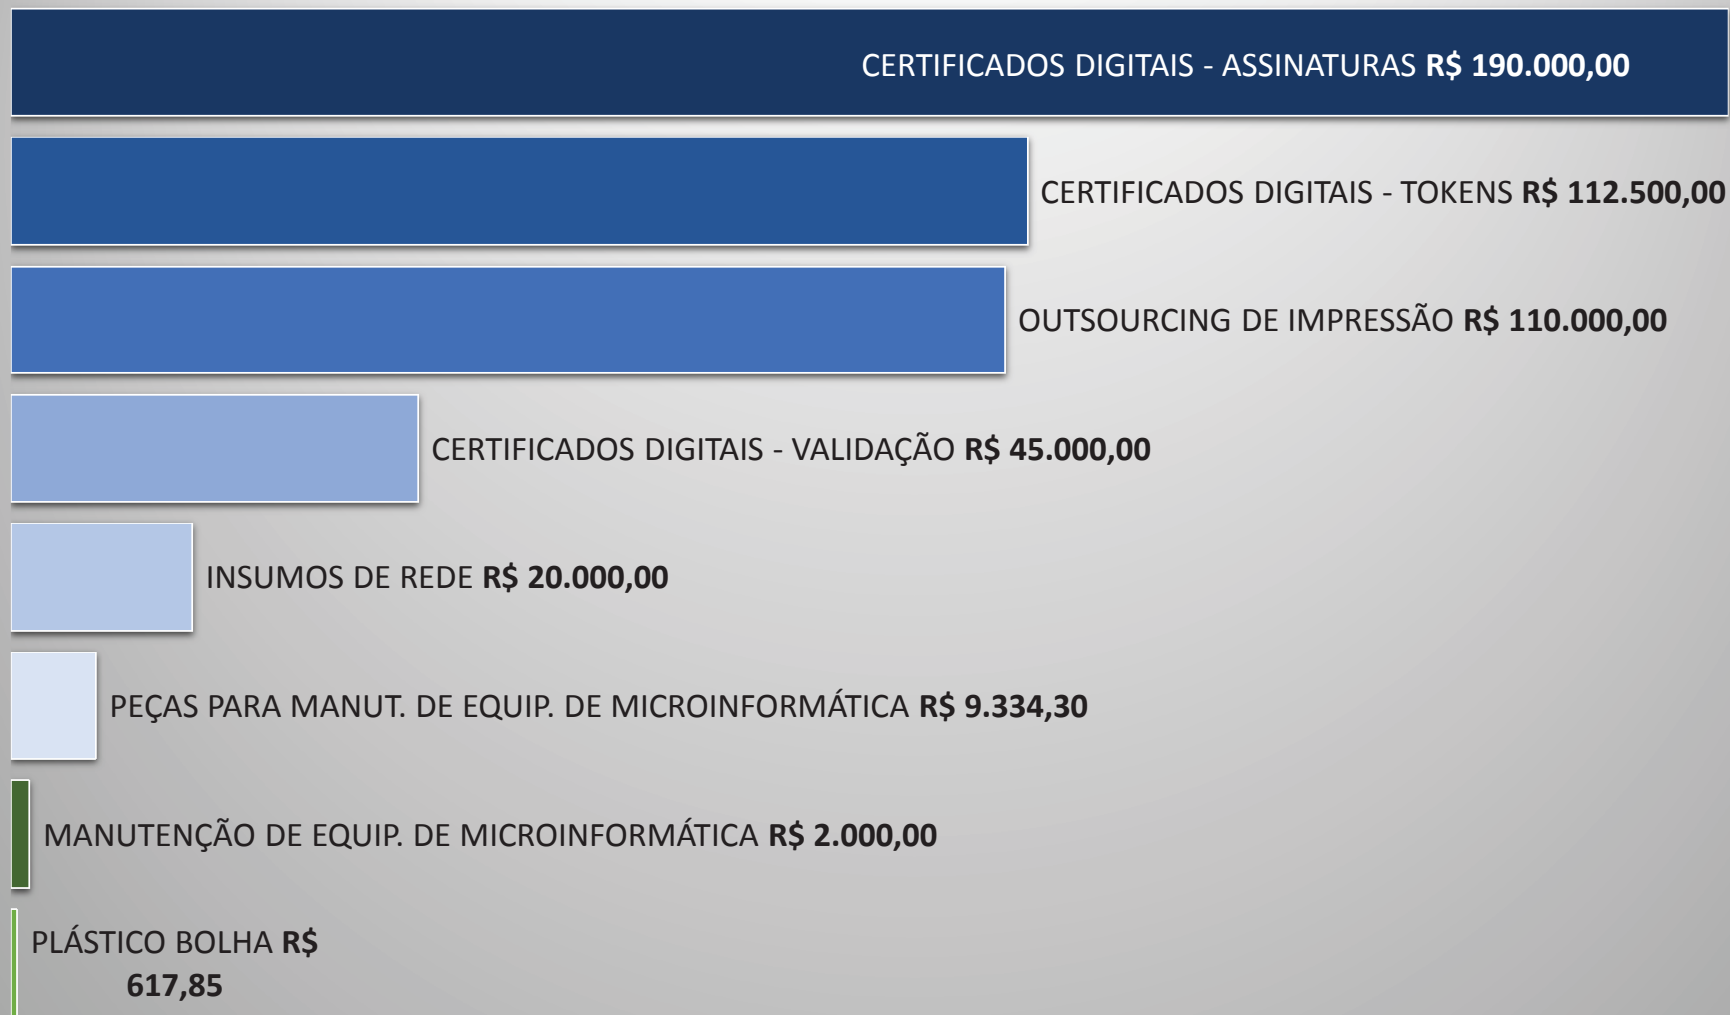 CERTIFICADOS DIGITAIS - ASSINATURAS R$ 190.000,00
CERTIFICADOS DIGITAIS - TOKENS R$ 112.500,00
OUTSOURCING DE IMPRESSÃO R$ 110.000,00
CERTIFICADOS DIGITAIS - VALIDAÇÃO R$ 45.000,00
INSUMOS DE REDE R$ 20.000,00
PEÇAS PARA MANUT. DE EQUIP. DE MICROINFORMÁTICA R$ 9.334,30
MANUTENÇÃO DE EQUIP. DE MICROINFORMÁTICA R$ 2.000,00
PLÁSTICO BOLHA R$
617,85